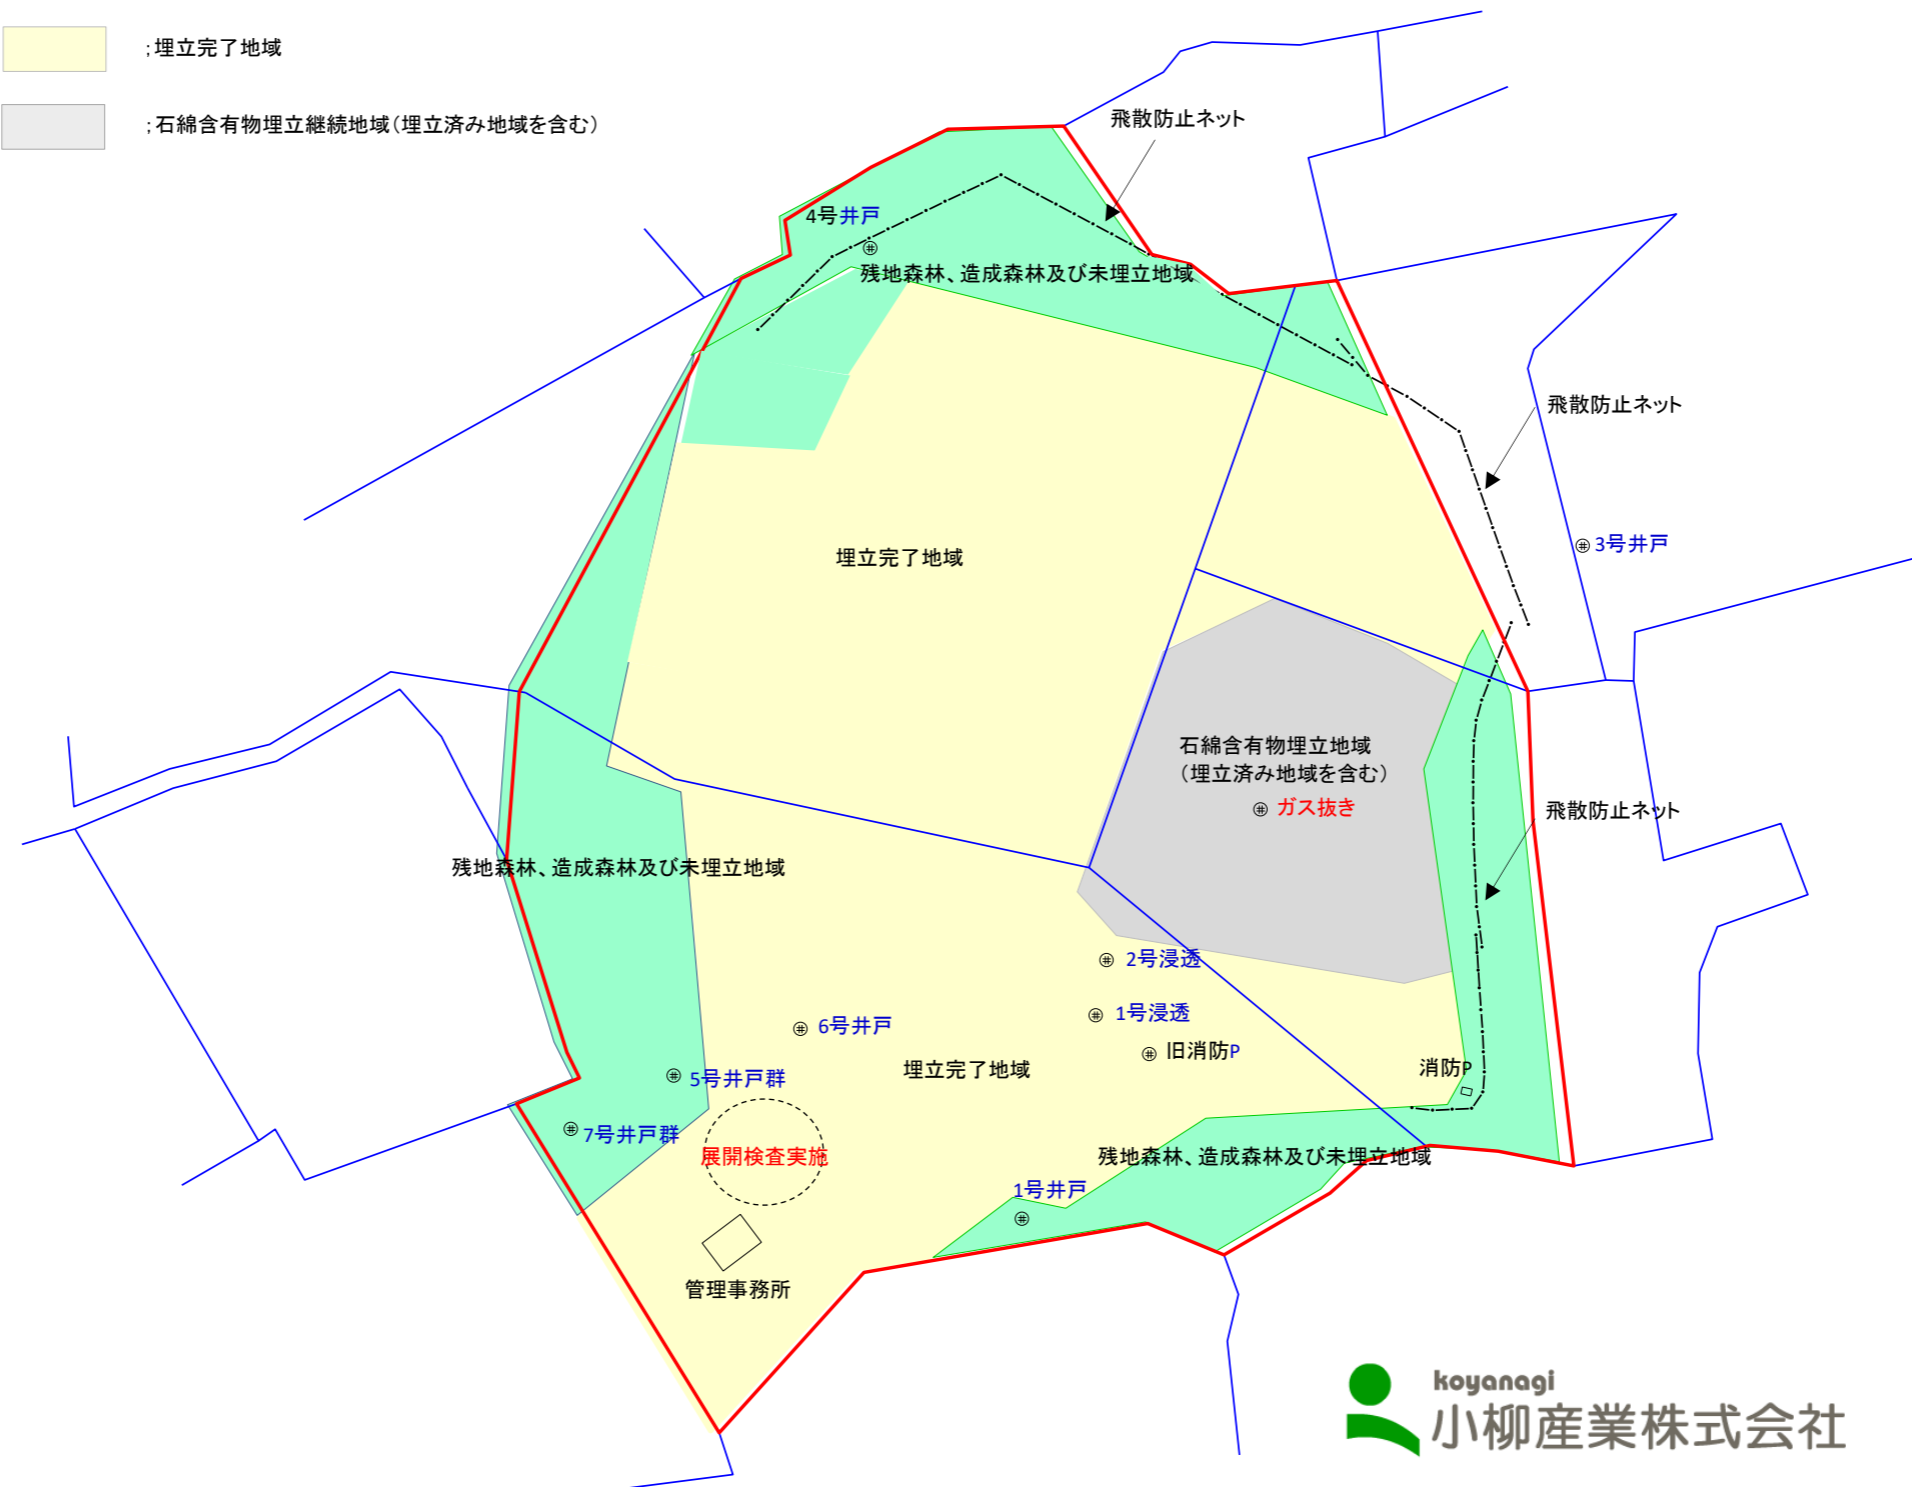 ;埋立完了地域
;石綿含有物埋立継続地域(埋立済み地域を含む)
飛散防止ネット
4号井戸
残地森林、造成森林及び未埋立地域
飛散防止ネット
3号井戸
埋立完了地域
石綿含有物埋立地域
(埋立済み地域を含む)
ガス抜き
飛散防止ネット
残地森林、造成森林及び未埋立地域
2号浸透
1号浸透
6号井戸
旧消防P
埋立完了地域
消防P
5号井戸群
7号井戸群
展開検査実施
残地森林、造成森林及び未埋立地域
1号井戸
管理事務所
koyanagi
小柳産業株式会社